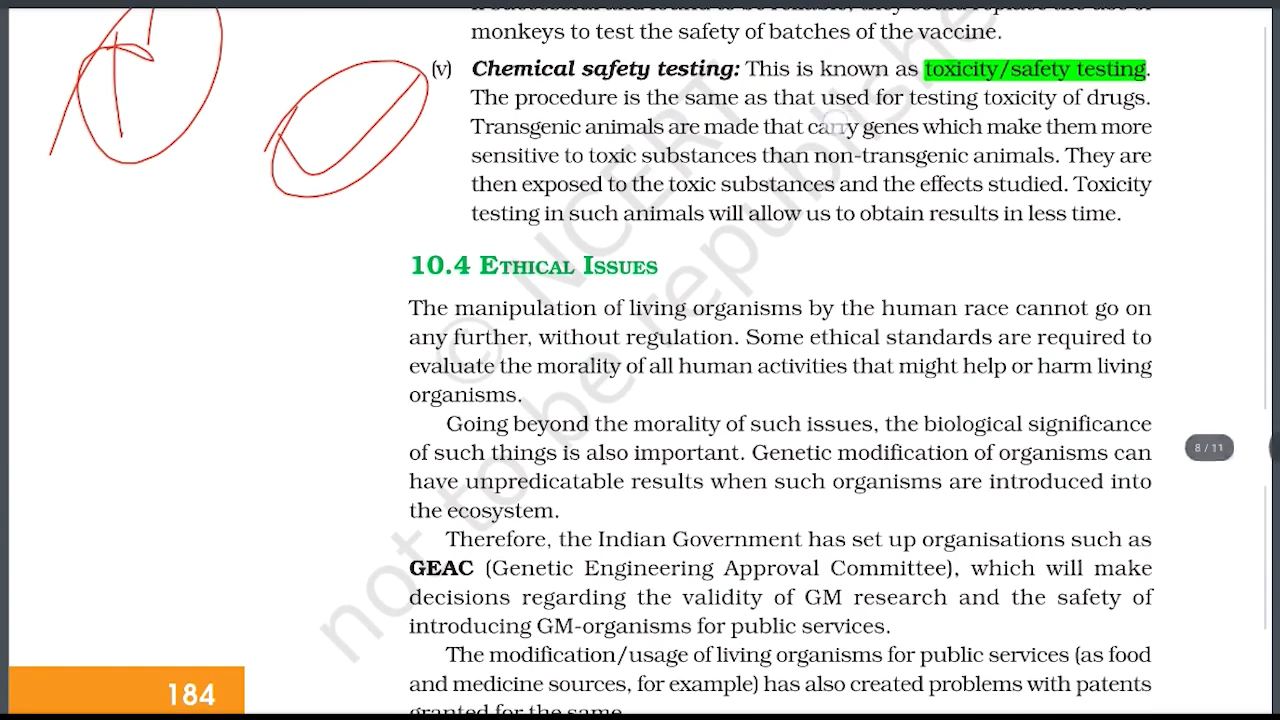 monkeys to test the safety of batches of the vaccine.
(v) Chemical safety testing: This is known as toxicity/safety testing.
The procedure is the same as that used for testing toxicity of drugs.
Transgenic animals are made that carry genes which make them more
sensitive to toxic substances than non-transgenic animals. They are
then exposed to the toxic substances and the effects studied. Toxicity
testing in such animals will allow us to obtain results in less time.
10.4 ETHICAL ISSUES
The manipulation of living organisms by the human race cannot go on
any further, without regulation. Some ethical standards are required to
evaluate the morality of all human activities that might help or harm living
organisms.
Going beyond the morality of such issues, the biological significance
of such things is also important. Genetic modification of organisms can
have unpredicatable results when such organisms are introduced into
the ecosystem.
Therefore, the Indian Government has set up organisations such as
GEAC (Genetic Engineering Approval Committee), which will make
decisions regarding the validity of GM research and the safety of
introducing GM-organisms for public services.
The modification/usage of living organisms for public services (as food
and medicine sources, for example) has also created problems with patents
granted for the same.
184
8 / 11
© NCERT
not to be republishe